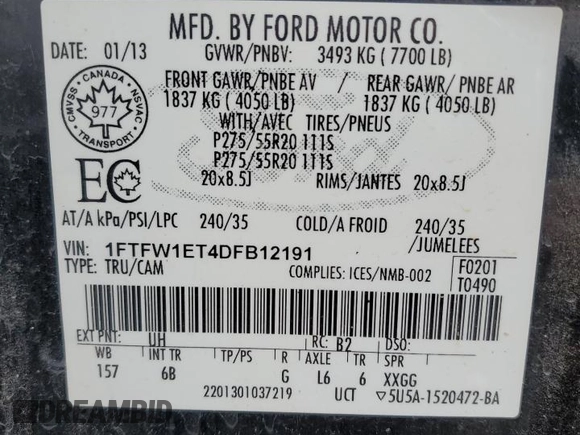 MFD. BY FORD MOTOR CO.
DATE: 01/13 GVWR/PNBV: 3493 KG ( 7700 LB)
FRONT GAWR/PNBE AV / REAR GAWR/ PNBE AR
1837 KG ( 4050 LB) 1837 KG ( 4050 LB)
WITH/AVEC TIRES/PNEUS
P275/55R20 111S
P275/55R20 111S
20x8.5J RIMS/JANTES 20x8.5J
CANADA
CMVSS NSVAC
977
TRANSPORT
EC
AT/A kPa/PSI/LPC 240/35 COLD/A FROID 240/35
/JUMELEES
VIN: 1FTFW1ET4DFB12191
TYPE: TRU/CAM COMPLIES: ICES/NMB-002 F0201
T0490
EXT PNT: UH RC: B2 DSO:
WB INT TR TP/PS R AXLE TR SPR
157 6B G L6 6 XXGG
2201301037219 UCT ▽5U5A-1520472-BA
IDREAMBID